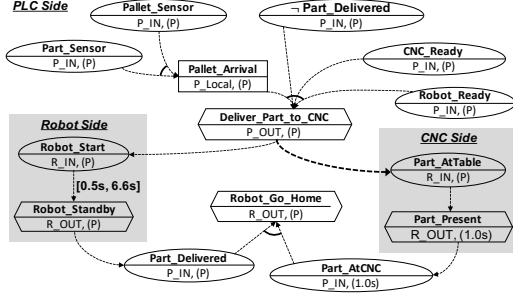 PLC Side
Pallet_Sensor
P_IN, (P)
¬ Part_Delivered
P_IN, (P)
Part_Sensor
P_IN, (P)
CNC_Ready
P_IN, (P)
Pallet_Arrival
P_Local, (P)
Robot_Ready
P_IN, (P)
Deliver_Part_to_CNC
P_OUT, (P)
Robot Side
Robot_Start
R_IN, (P)
[0.5s, 6.6s]
Robot_Standby
R_OUT, (P)
CNC Side
Part_AtTable
R_IN, (P)
Part_Present
R_OUT, (1.0s)
Robot_Go_Home
R_OUT, (P)
Part_Delivered
P_IN, (P)
Part_AtCNC
P_IN, (1.0s)